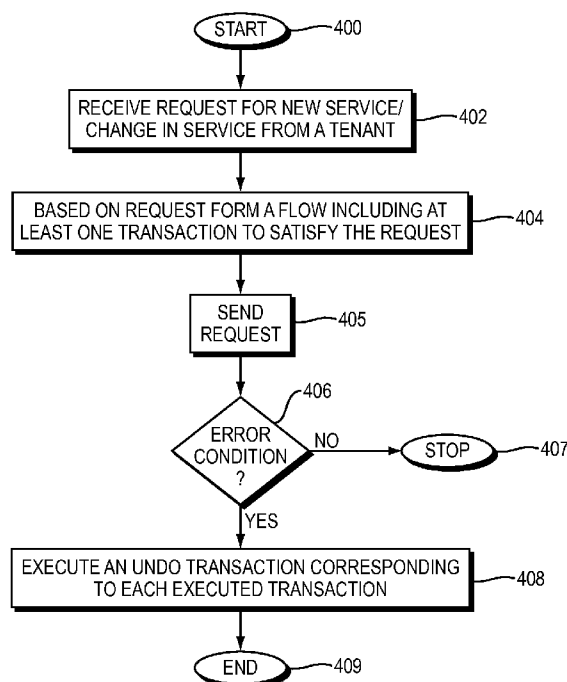 START
400
RECEIVE REQUEST FOR NEW SERVICE/
CHANGE IN SERVICE FROM A TENANT
402
BASED ON REQUEST FORM A FLOW INCLUDING AT
LEAST ONE TRANSACTION TO SATISFY THE REQUEST
404
SEND
REQUEST
405
406
ERROR
CONDITION
?
NO
STOP
407
YES
EXECUTE AN UNDO TRANSACTION CORRESPONDING
TO EACH EXECUTED TRANSACTION
408
END
409